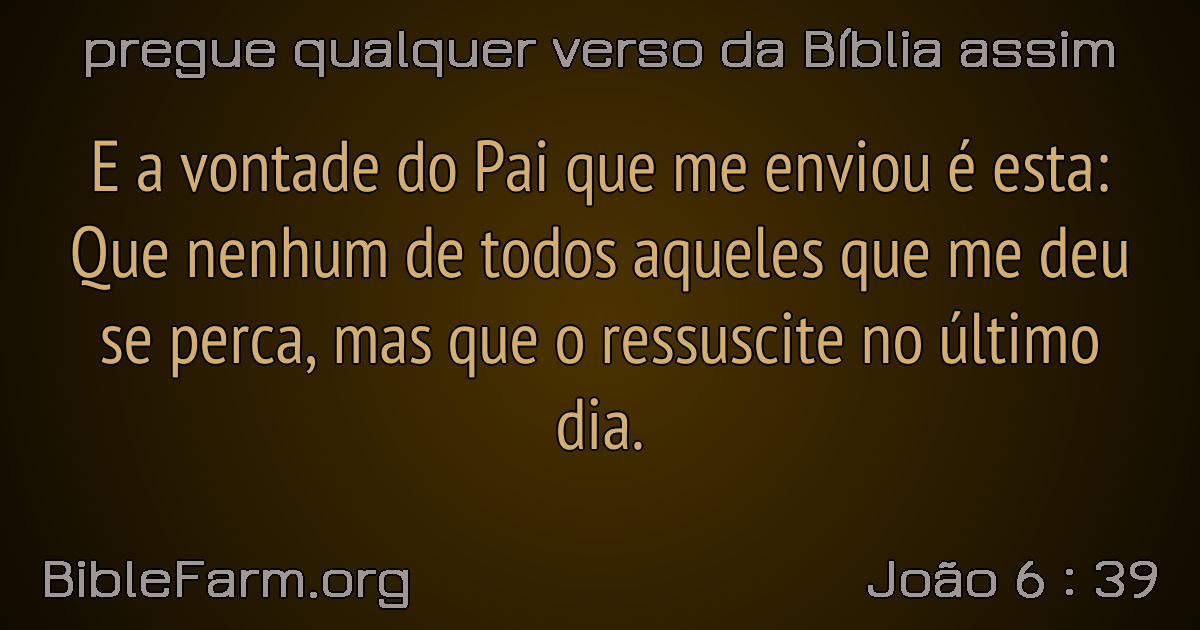 pregue qualquer verso da Bíblia assim
E a vontade do Pai que me enviou é esta:
Que nenhum de todos aqueles que me deu
se perca, mas que o ressuscite no último
dia.
BibleFarm.org
João 6 : 39